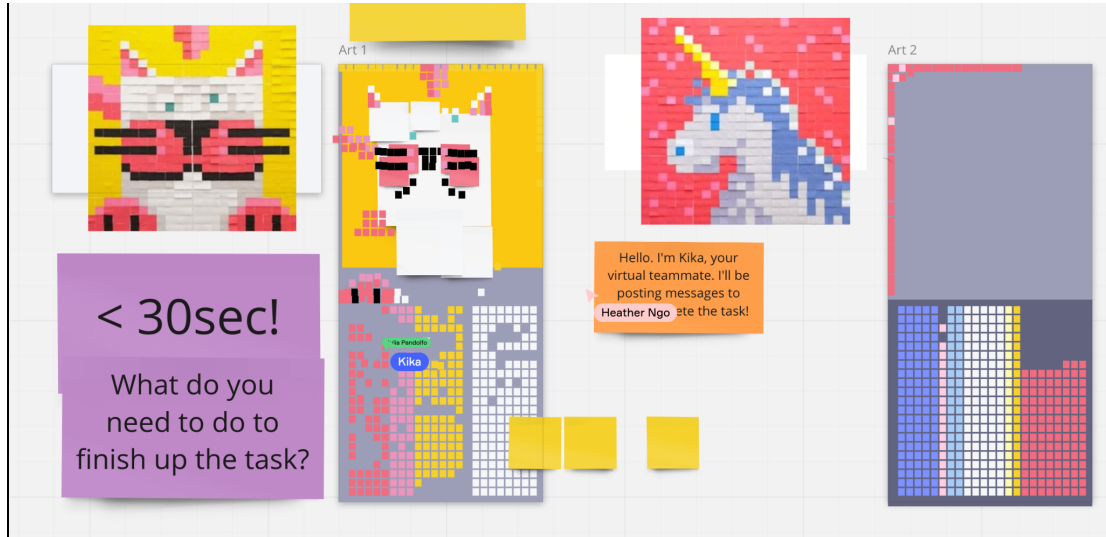 Art 1
Art 2
Hello. I'm Kika, your
virtual teammate. I'll be
posting messages to
ete the task!
Heather Ngo
< 30sec!
Pandolfo
Kika
What do you
need to do to
finish up the task?